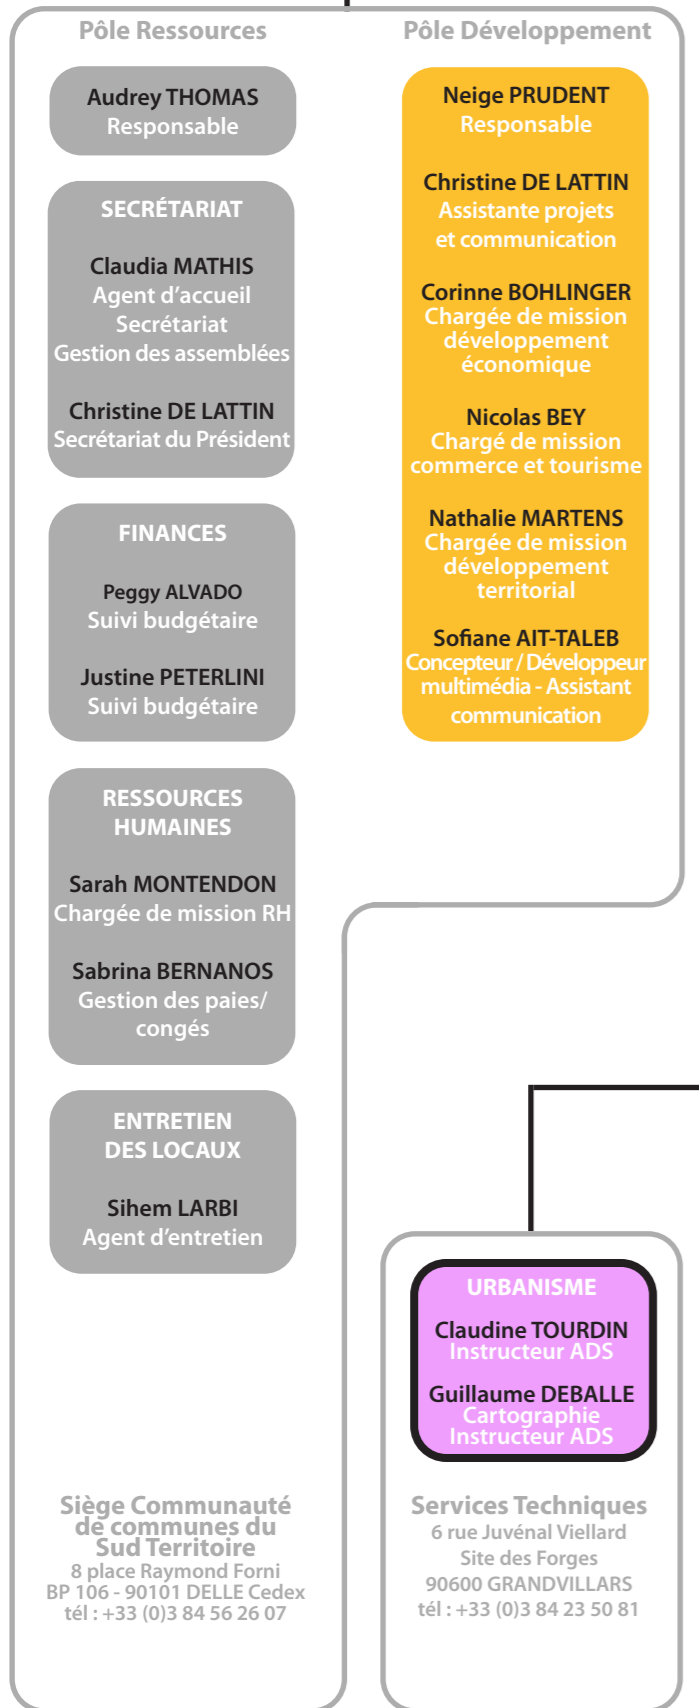 Pôle Ressources
Audrey THOMAS
Responsable
SECRÉTARIAT
Claudia MATHIS
Agent d’accueil
Secrétariat
Gestion des assemblées
Christine DE LATTIN
Secrétariat du Président
FINANCES
Peggy ALVADO
Suivi budgétaire
Justine PETERLINI
Suivi budgétaire
RESSOURCES
HUMAINES
Sarah MONTENDON
Chargée de mission RH
Sabrina BERNANOS
Gestion des paies/
congés
ENTRETIEN
DES LOCAUX
Sihem LARBI
Agent d’entretien
Siège Communauté
de communes du
Sud Territoire
8 place Raymond Forni
BP 106 - 90101 DELLE Cedex
tél : +33 (0)3 84 56 26 07
Pôle Développement
Neige PRUDENT
Responsable
Christine DE LATTIN
Assistante projets
et communication
Corinne BOHLINGER
Chargée de mission
développement
économique
Nicolas BEY
Chargé de mission
commerce et tourisme
Nathalie MARTENS
Chargée de mission
développement
territorial
Sofiane AIT-TALEB
Concepteur / Développeur
multimédia - Assistant
communication
URBANISME
Claudine TOURDIN
Instructeur ADS
Guillaume DEBALLE
Cartographie
Instructeur ADS
Services Techniques
6 rue Juvénal Viellard
Site des Forges
90600 GRANDVILLARS
tél : +33 (0)3 84 23 50 81